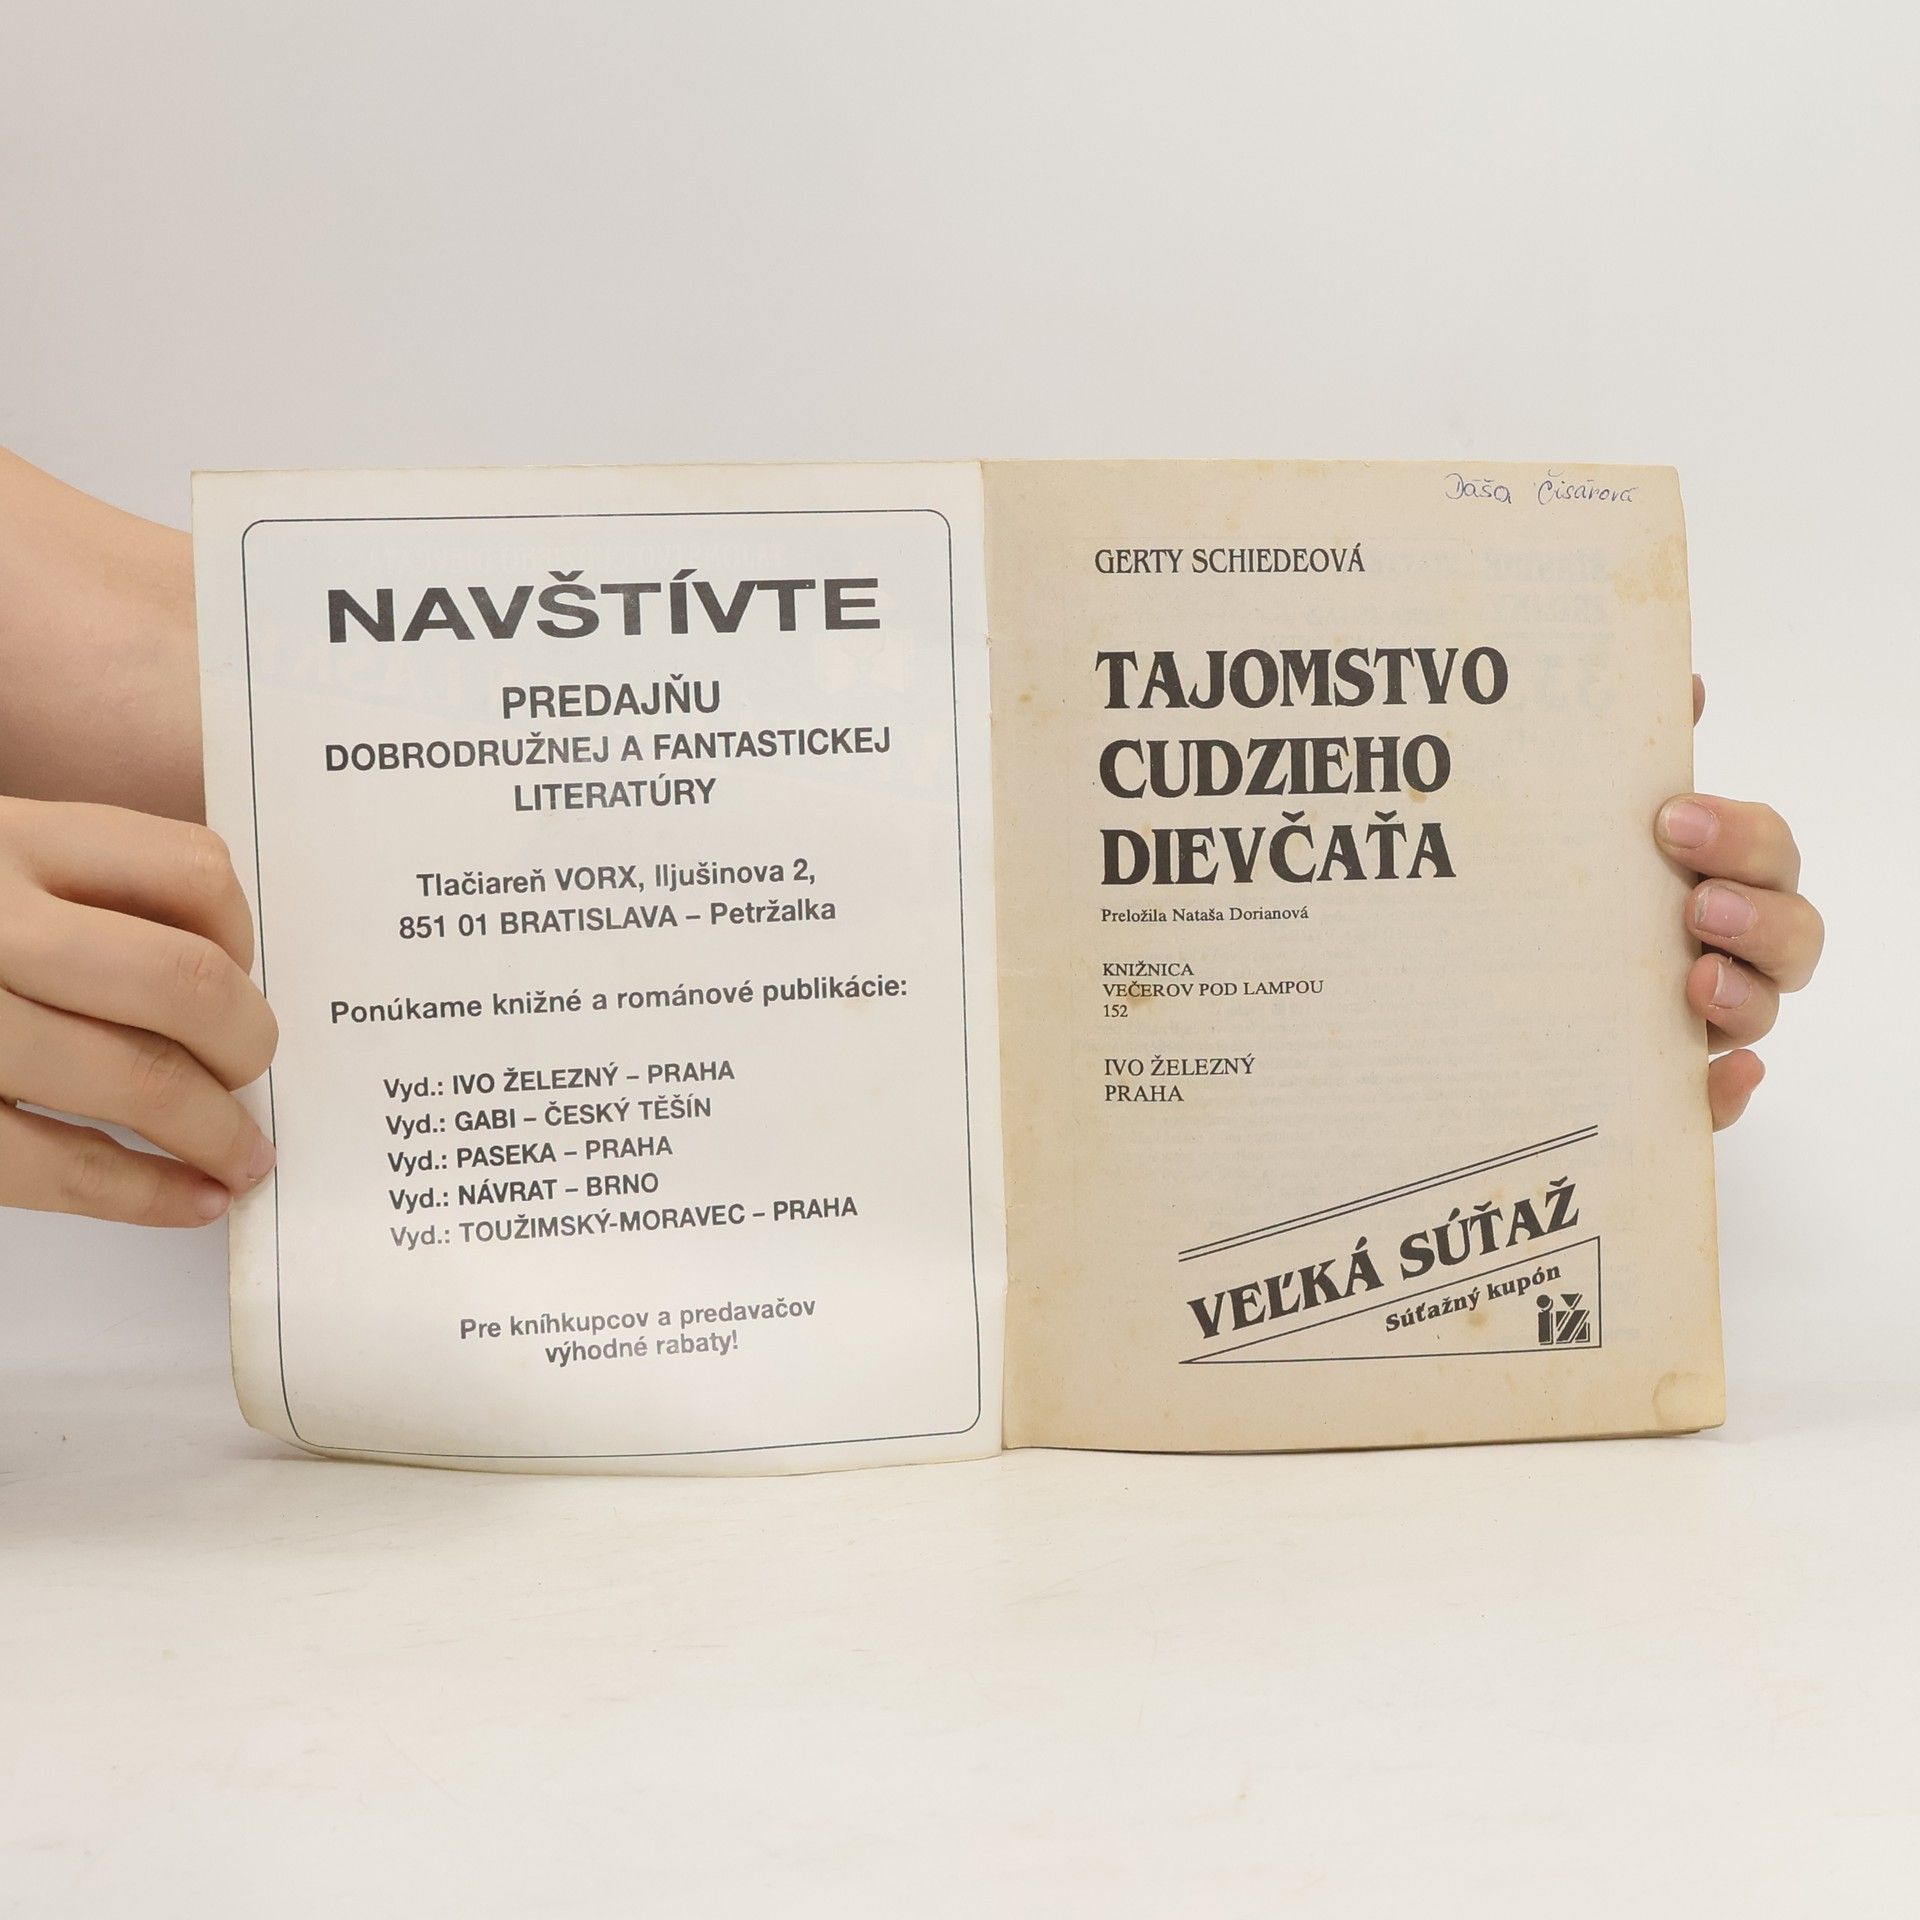 NAVŠTÍVTE
PREDAJŇU
DOBRODRUŽNEJ A FANTASTICKEJ
LITERATÚRY
Tlačiareň VORX, Iljušinova 2,
851 01 BRATISLAVA – Petržalka
Ponúkame knižné a románové publikácie:
Vyd.: IVO ŽELEZNÝ – PRAHA
Vyd.: GABI – ČESKÝ TĚŠÍN
Vyd.: PASEKA – PRAHA
Vyd.: NÁVRAT – BRNO
Vyd.: TOUŽIMSKÝ-MORAVEC – PRAHA
Pre kníhkupcov a predavačov
výhodné rabaty!
Dáša Čisárová
GERTY SCHIEDEOVÁ
TAJOMSTVO
CUDZIEHO
DIEVČAŤA
Preložila Nataša Dorianová
KNIŽNICA
VEČEROV POD LAMPOU
152
IVO ŽELEZNÝ
PRAHA
VEĽKÁ SÚŤAŽ
Súťažný kupón
iž